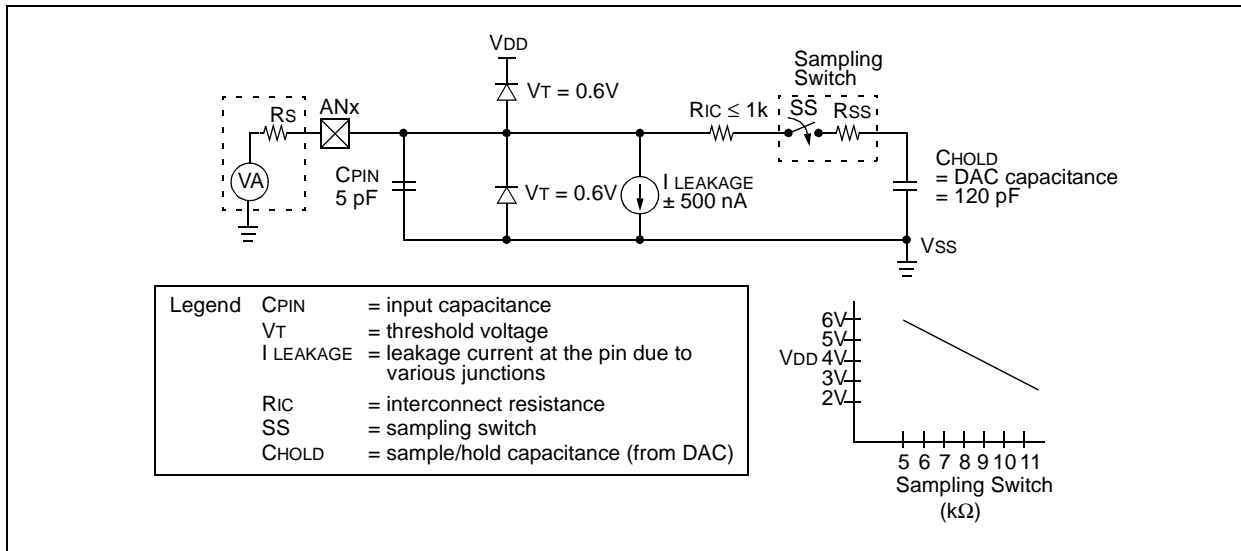 VDD
Sampling
Switch
VT = 0.6V
RS
ANx
RIC ≤ 1k
SS
RSS
VA
CPIN
5 pF
VT = 0.6V
I LEAKAGE
± 500 nA
CHOLD
= DAC capacitance
= 120 pF
VSS
Legend CPIN = input capacitance
VT = threshold voltage
I LEAKAGE = leakage current at the pin due to
various junctions
RIC = interconnect resistance
SS = sampling switch
CHOLD = sample/hold capacitance (from DAC)
6V
5V
VDD 4V
3V
2V
5 6 7 8 9 10 11
Sampling Switch
(kΩ)